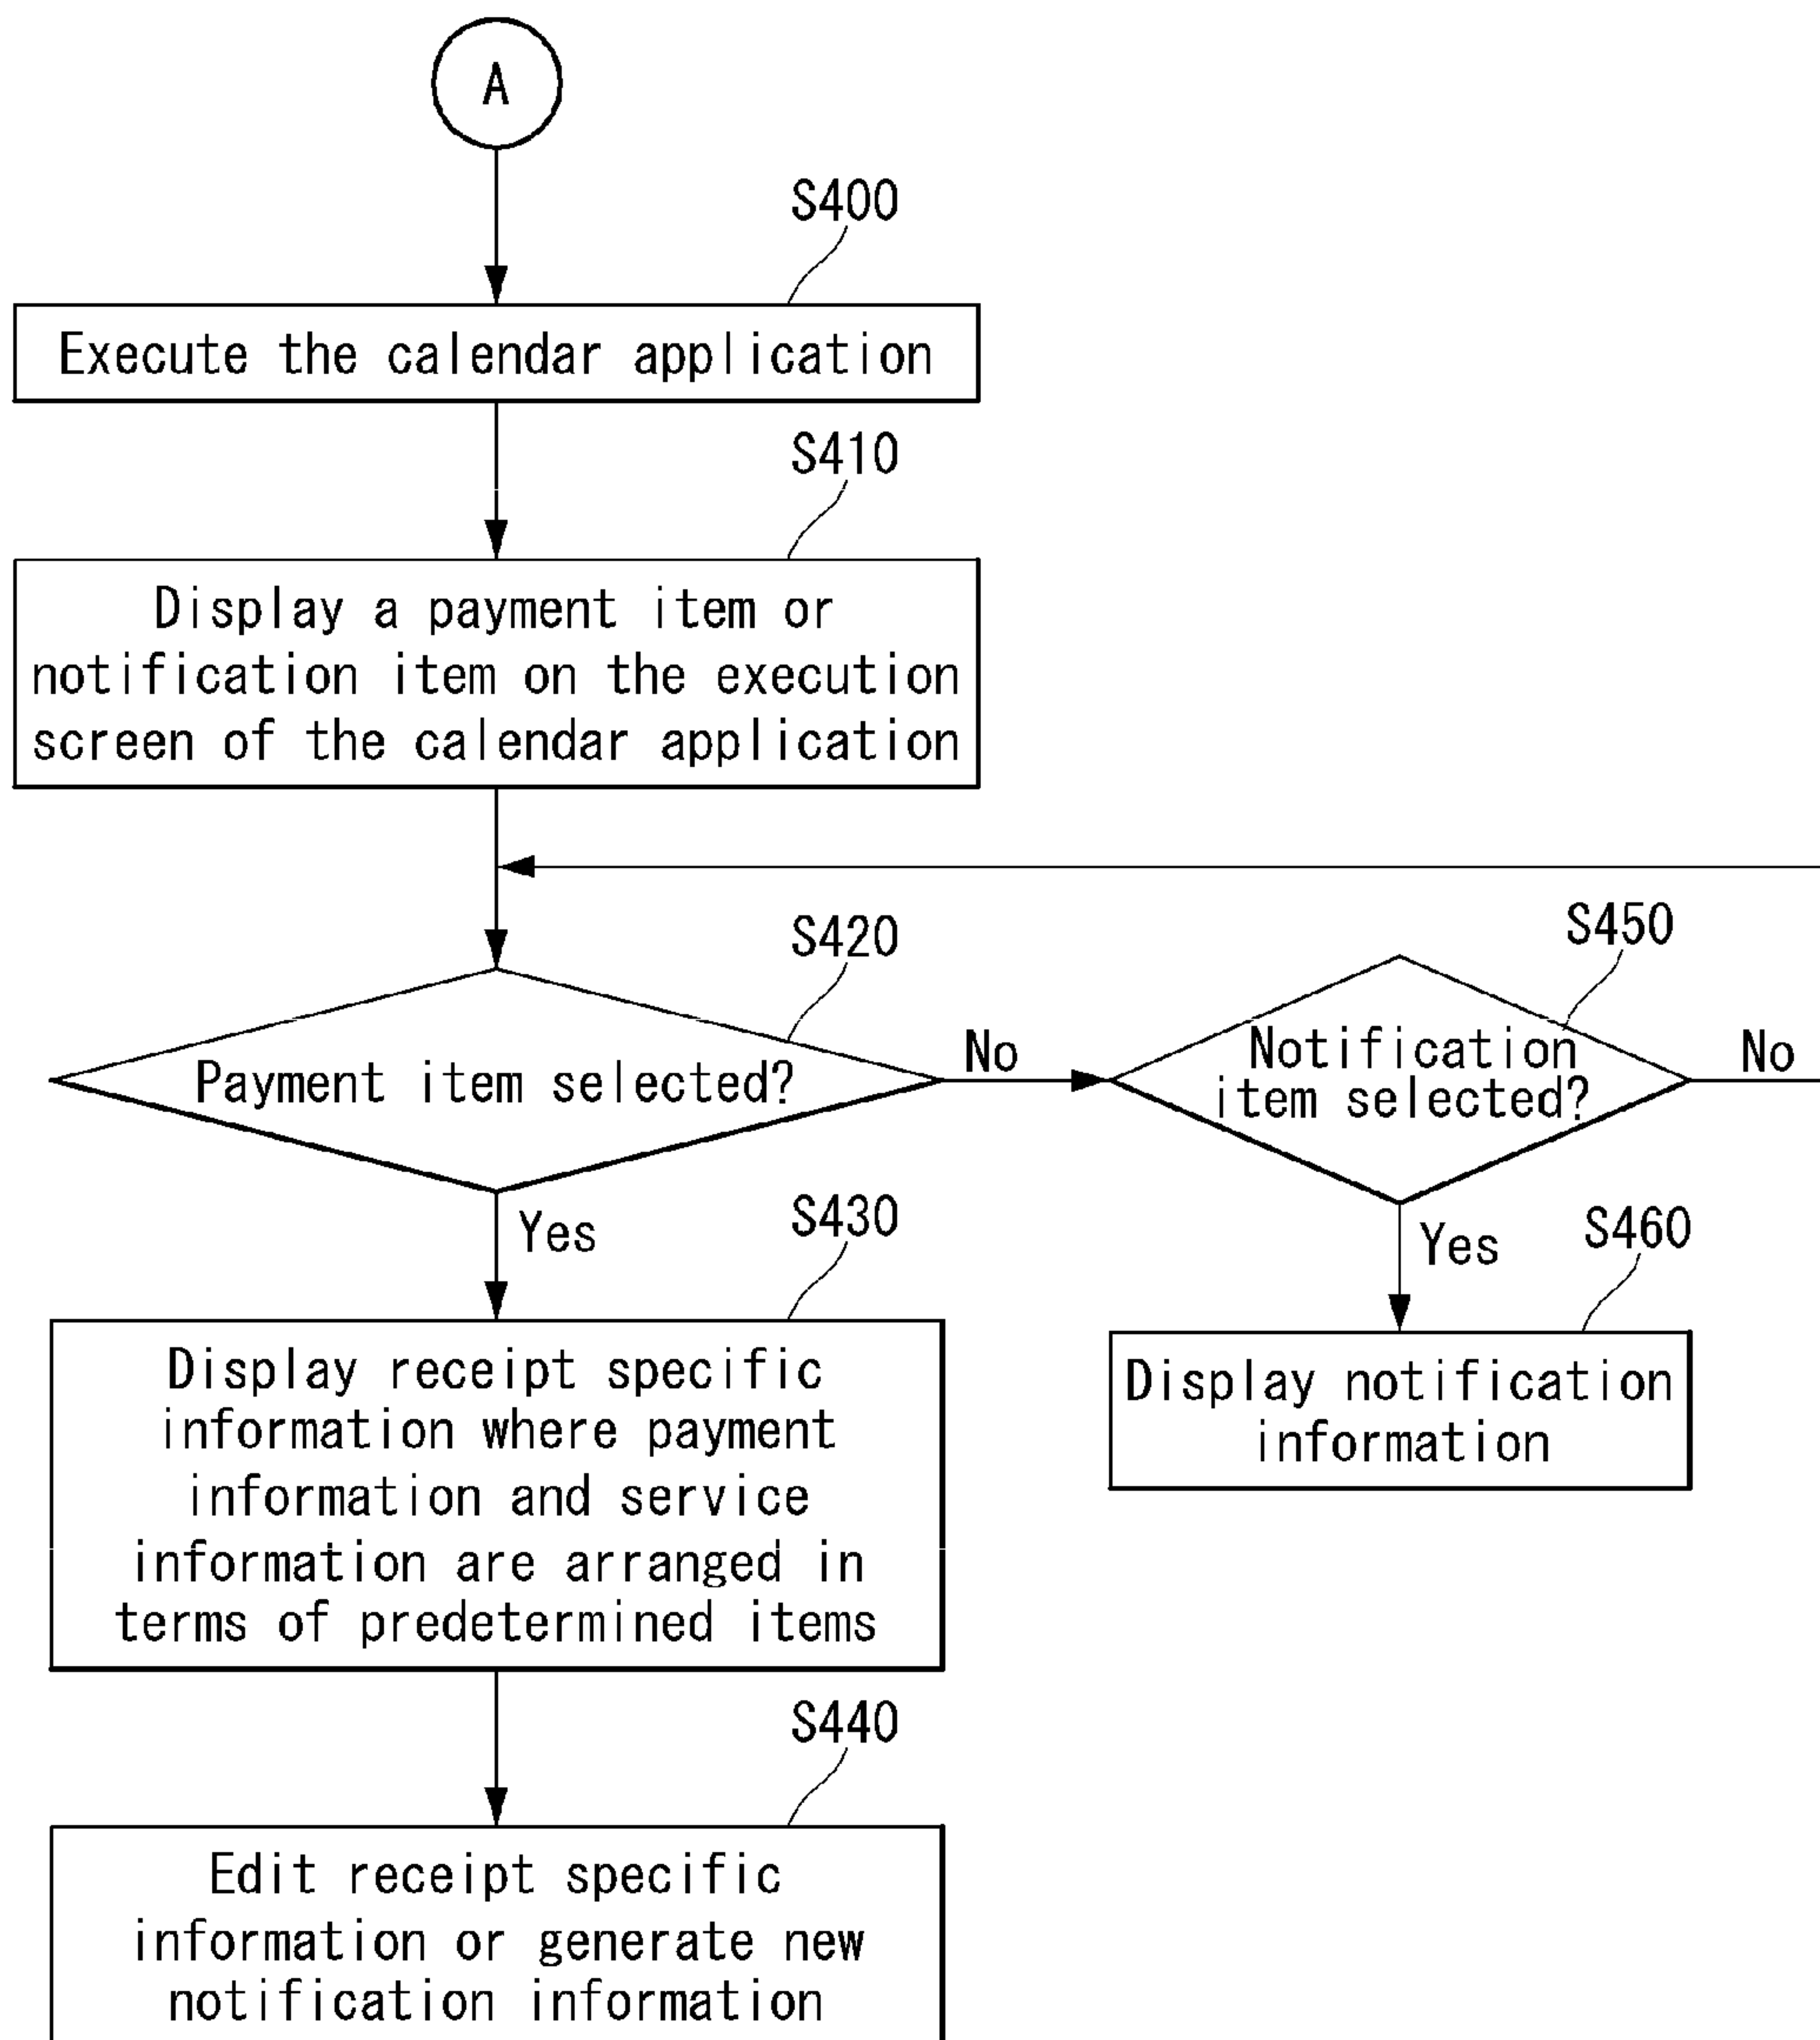 A
S400
Execute the calendar application
S410
Display a payment item or
notification item on the execution
screen of the calendar application
S420
Payment item selected?
No
S450
Notification
item selected?
No
Yes
S430
Display receipt specific
information where payment
information and service
information are arranged in
terms of predetermined items
Yes
S460
Display notification
information
S440
Edit receipt specific
information or generate new
notification information